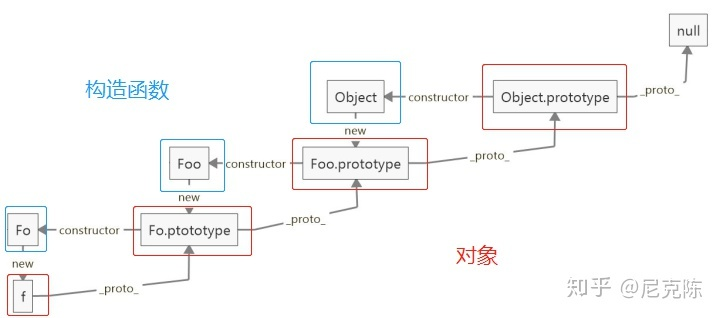 null
_proto_
构造函数
Object
constructor
Object.prototype
new
Foo
constructor
Foo.prototype
_proto_
new
Fo
constructor
Fo.ptototype
_proto_
对象
new
f
_proto_
知乎 @尼克陈